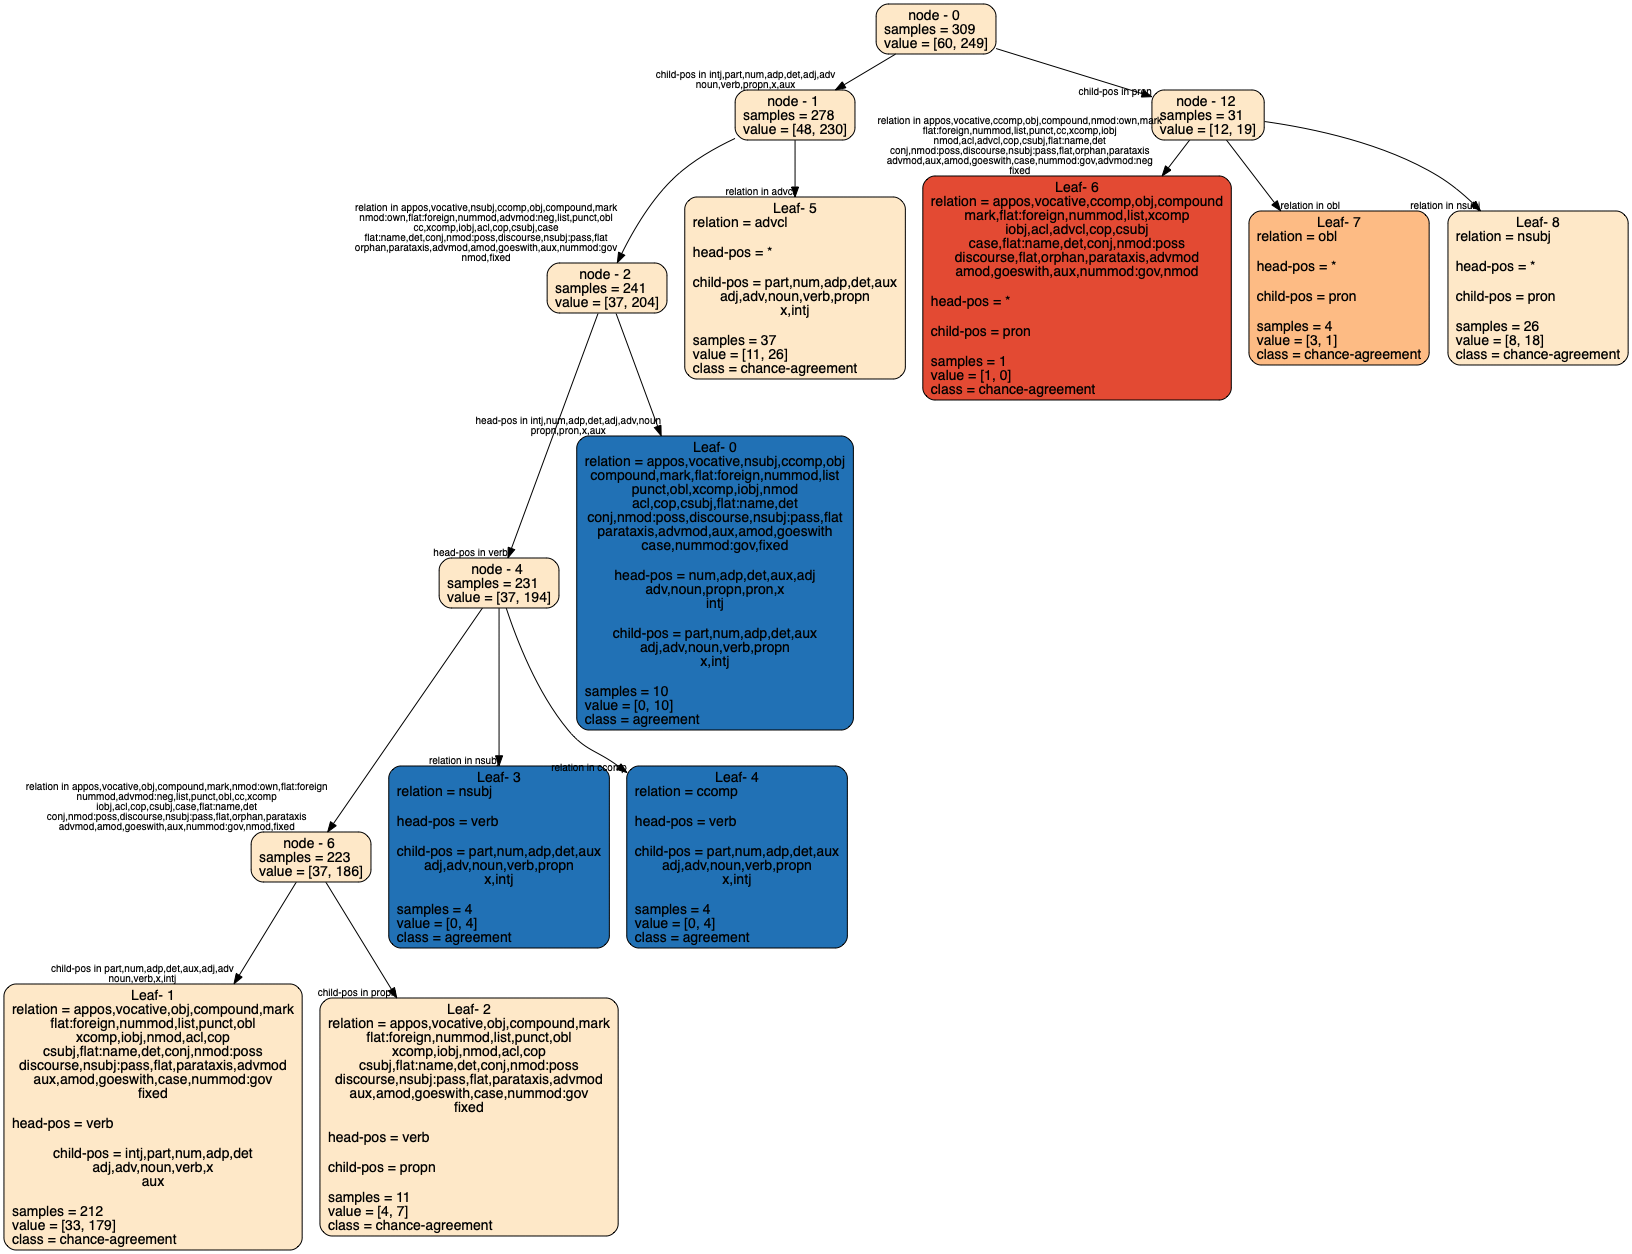 node - 0
samples = 309
value = [60, 249]
child-pos in intj,part,num,adp,det,adj,adv
noun,verb,propn,x,aux
child-pos in pron
node - 1
samples = 278
value = [48, 230]
node - 12
samples = 31
value = [12, 19]
relation in appos,vocative,ccomp,obj,compound,nmod:own,mark
flat:foreign,nummod,list,punct,cc,xcomp,iobj
nmod,acl,advcl,cop,csubj,flat:name,det
conj,nmod:poss,discourse,nsubj:pass,flat,orphan,parataxis
advmod,aux,amod,goeswith,case,nummod:gov,advmod:neg
fixed
relation in advcl
relation in obl
relation in nsubj
relation in appos,vocative,nsubj,ccomp,obj,compound,mark
nmod:own,flat:foreign,nummod,advmod:neg,list,punct,obl
cc,xcomp,iobj,acl,cop,csubj,case
flat:name,det,conj,nmod:poss,discourse,nsubj:pass,flat
orphan,parataxis,advmod,amod,goeswith,aux,nummod:gov
nmod,fixed
Leaf- 5
relation = advcl
head-pos = *
child-pos = part,num,adp,det,aux
adj,adv,noun,verb,propn
x,intj
samples = 37
value = [11, 26]
class = chance-agreement
Leaf- 6
relation = appos,vocative,ccomp,obj,compound
mark,flat:foreign,nummod,list,xcomp
iobj,acl,advcl,cop,csubj
case,flat:name,det,conj,nmod:poss
discourse,flat,orphan,parataxis,advmod
amod,goeswith,aux,nummod:gov,nmod
head-pos = *
child-pos = pron
samples = 1
value = [1, 0]
class = chance-agreement
Leaf- 7
relation = obl
head-pos = *
child-pos = pron
samples = 4
value = [3, 1]
class = chance-agreement
Leaf- 8
relation = nsubj
head-pos = *
child-pos = pron
samples = 26
value = [8, 18]
class = chance-agreement
node - 2
samples = 241
value = [37, 204]
head-pos in intj,num,adp,det,adj,adv,noun
propn,pron,x,aux
head-pos in verb
Leaf- 0
relation = appos,vocative,nsubj,ccomp,obj
compound,mark,flat:foreign,nummod,list
punct,obl,xcomp,iobj,nmod
acl,cop,csubj,flat:name,det
conj,nmod:poss,discourse,nsubj:pass,flat
parataxis,advmod,aux,amod,goeswith
case,nummod:gov,fixed
head-pos = num,adp,det,aux,adj
adv,noun,propn,pron,x
intj
child-pos = part,num,adp,det,aux
adj,adv,noun,verb,propn
x,intj
samples = 10
value = [0, 10]
class = agreement
node - 4
samples = 231
value = [37, 194]
relation in appos,vocative,obj,compound,mark,nmod:own,flat:foreign
nummod,advmod:neg,list,punct,obl,cc,xcomp
iobj,acl,cop,csubj,case,flat:name,det
conj,nmod:poss,discourse,nsubj:pass,flat,orphan,parataxis
advmod,amod,goeswith,aux,nummod:gov,nmod,fixed
relation in nsubj
relation in ccomp
Leaf- 3
relation = nsubj
head-pos = verb
child-pos = part,num,adp,det,aux
adj,adv,noun,verb,propn
x,intj
samples = 4
value = [0, 4]
class = agreement
Leaf- 4
relation = ccomp
head-pos = verb
child-pos = part,num,adp,det,aux
adj,adv,noun,verb,propn
x,intj
samples = 4
value = [0, 4]
class = agreement
node - 6
samples = 223
value = [37, 186]
child-pos in part,num,adp,det,aux,adj,adv
noun,verb,x,intj
child-pos in propn
Leaf- 1
relation = appos,vocative,obj,compound,mark
flat:foreign,nummod,list,punct,obl
xcomp,iobj,nmod,acl,cop
csubj,flat:name,det,conj,nmod:poss
discourse,nsubj:pass,flat,parataxis,advmod
aux,amod,goeswith,case,nummod:gov
fixed
head-pos = verb
child-pos = intj,part,num,adp,det
adj,adv,noun,verb,x
aux
samples = 212
value = [33, 179]
class = chance-agreement
Leaf- 2
relation = appos,vocative,obj,compound,mark
flat:foreign,nummod,list,punct,obl
xcomp,iobj,nmod,acl,cop
csubj,flat:name,det,conj,nmod:poss
discourse,nsubj:pass,flat,parataxis,advmod
aux,amod,goeswith,case,nummod:gov
fixed
head-pos = verb
child-pos = propn
samples = 11
value = [4, 7]
class = chance-agreement